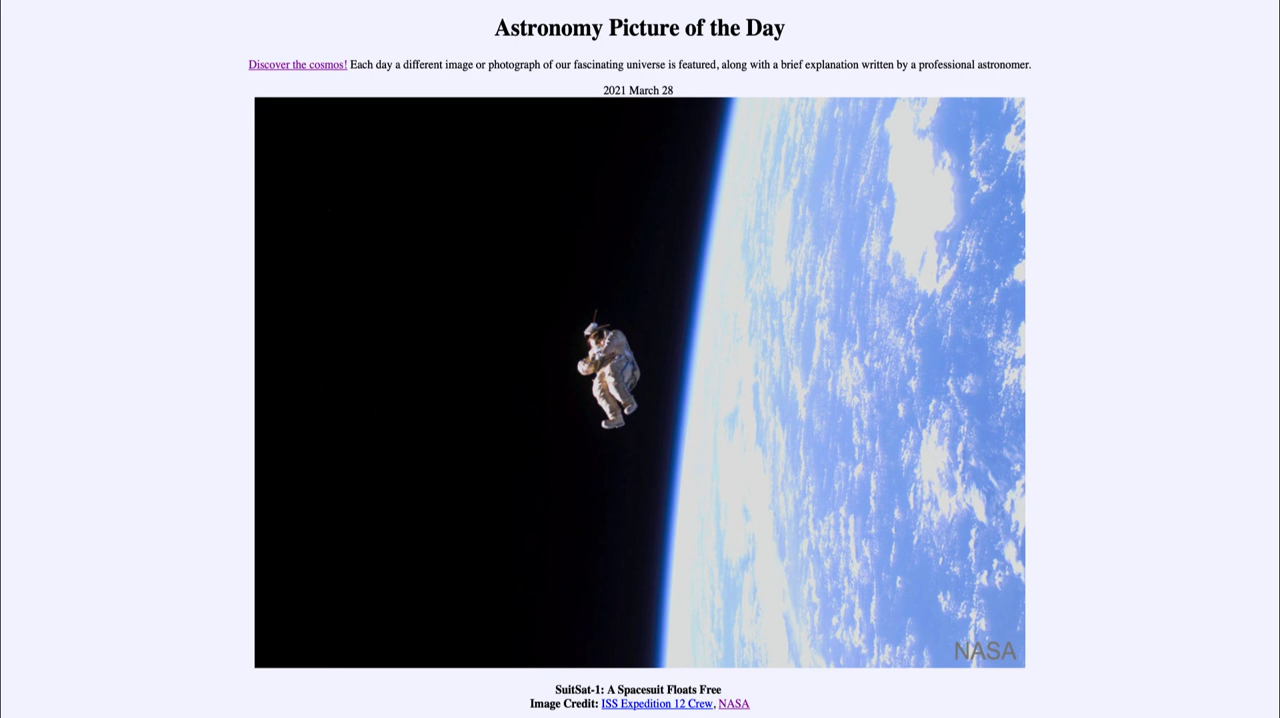 Astronomy Picture of the Day
Discover the cosmos! Each day a different image or photograph of our fascinating universe is featured, along with a brief explanation written by a professional astronomer.
2021 March 28
NASA
SuitSat-1: A Spacesuit Floats Free
Image Credit: ISS Expedition 12 Crew, NASA